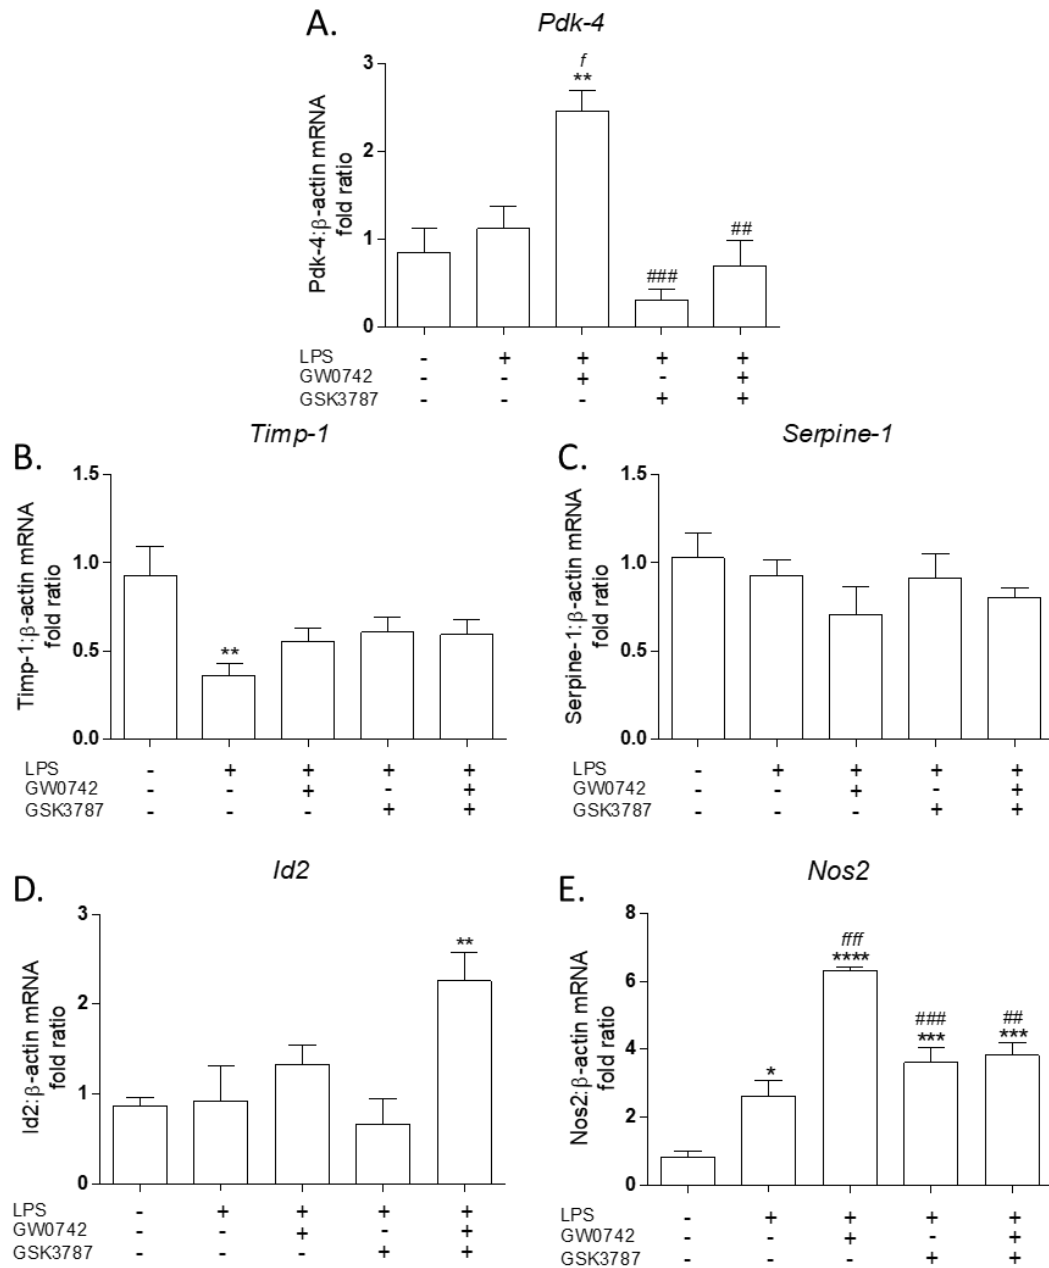 A. Pdk-4
Pdk-4:β-actin mRNA
fold ratio
3
2
1
0
f
**
###
##
LPS - + + + +
GW0742 - - + - +
GSK3787 - - - + +
B. Timp-1
Timp-1:β-actin mRNA
fold ratio
1.5
1.0
0.5
0.0
**
LPS - + + + +
GW0742 - - + - +
GSK3787 - - - + +
C. Serpine-1
Serpine-1:β-actin mRNA
fold ratio
1.5
1.0
0.5
0.0
LPS - + + + +
GW0742 - - + - +
GSK3787 - - - + +
D. Id2
Id2:β-actin mRNA
fold ratio
3
2
1
0
**
LPS - + + + +
GW0742 - - + - +
GSK3787 - - - + +
E. Nos2
Nos2:β-actin mRNA
fold ratio
8
6
4
2
0
*
fff
****
###
***
##
***
LPS - + + + +
GW0742 - - + - +
GSK3787 - - - + +